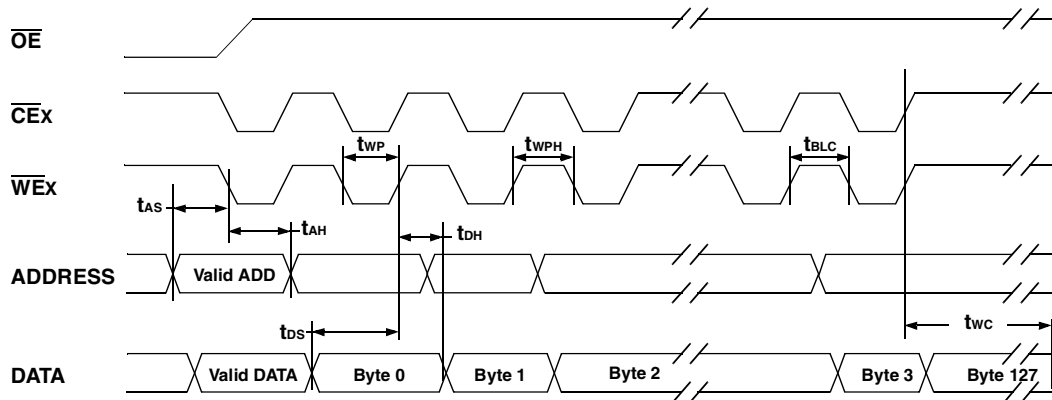 OE
CEx
tWP
tWPH
tBLC
WEx
tAS
tAH
tDH
ADDRESS
Valid ADD
tDS
tWC
DATA
Valid DATA
Byte 0
Byte 1
Byte 2
Byte 3
Byte 127